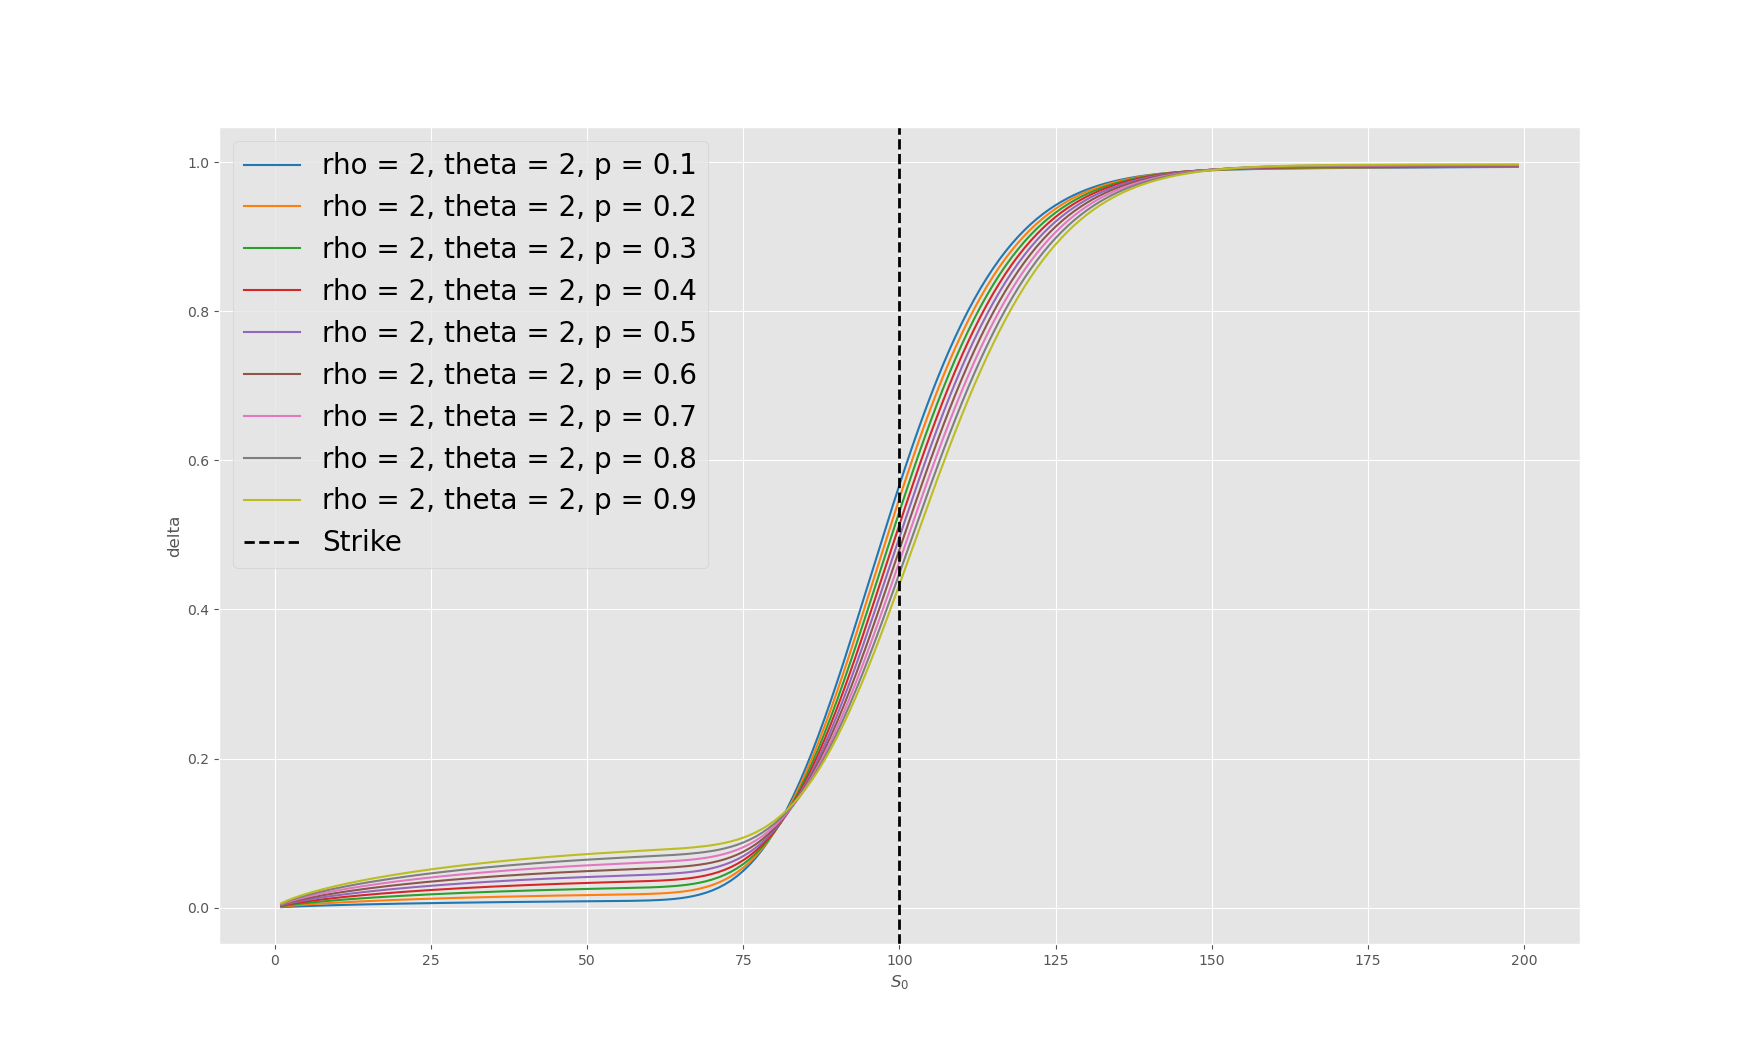 1.0
0.8
0.6
0.4
0.2
0.0
delta
rho = 2, theta = 2, p = 0.1
rho = 2, theta = 2, p = 0.2
rho = 2, theta = 2, p = 0.3
rho = 2, theta = 2, p = 0.4
rho = 2, theta = 2, p = 0.5
rho = 2, theta = 2, p = 0.6
rho = 2, theta = 2, p = 0.7
rho = 2, theta = 2, p = 0.8
rho = 2, theta = 2, p = 0.9
Strike
0 25 50 75 100 125 150 175 200
S₀